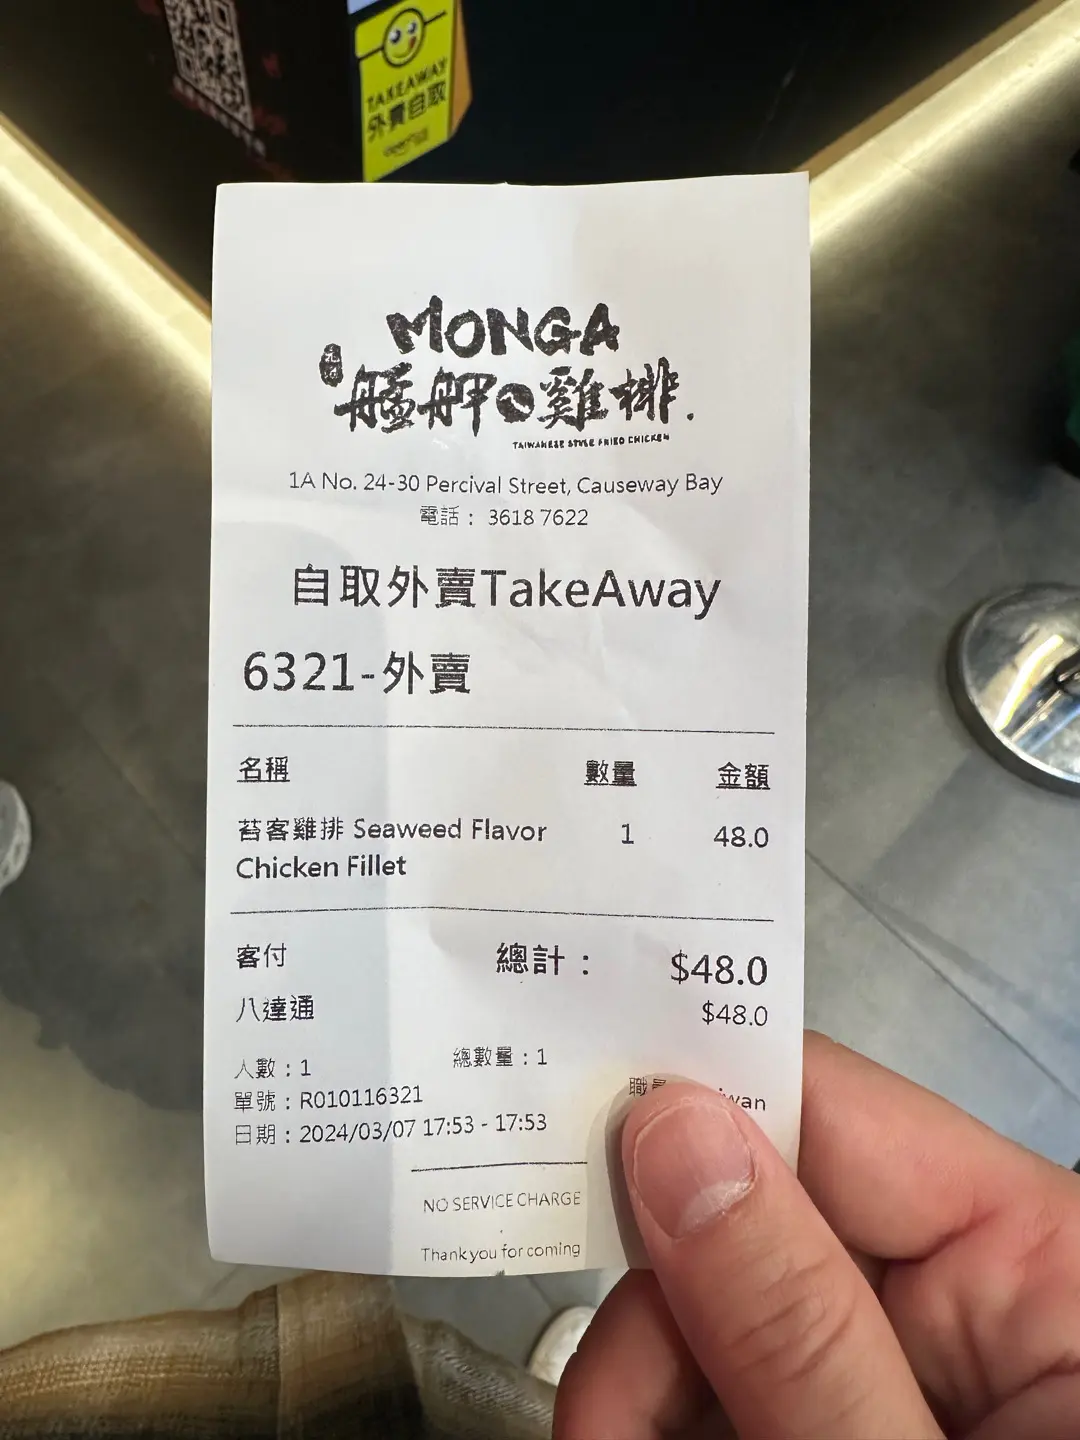 TAKEAWAY
外賣自取
MONGA
艋舺雞排.
TAIWANESE STYLE FRIED CHICKEN
1A No. 24-30 Percival Street, Causeway Bay
電話： 3618 7622
自取外賣TakeAway
6321-外賣
名稱 數量 金額
苔客雞排 Seaweed Flavor 1 48.0
Chicken Fillet
客付 總計： $48.0
八達通 $48.0
人數：1 總數量：1
單號：R010116321 職員
日期：2024/03/07 17:53 - 17:53
NO SERVICE CHARGE
Thank you for coming